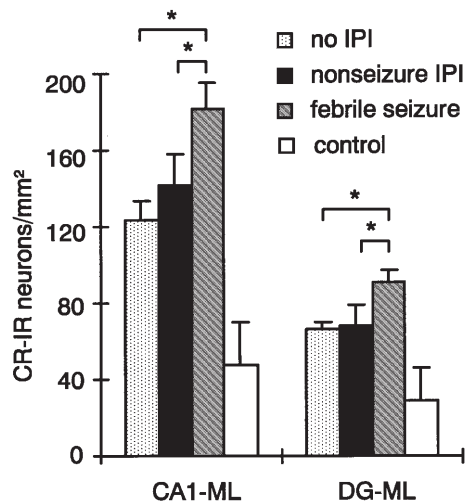 *
*
no IPI
nonseizure IPI
febrile seizure
control
CR-IR neurons/mm²
200
160
120
80
40
0
*
*
CA1-ML
DG-ML